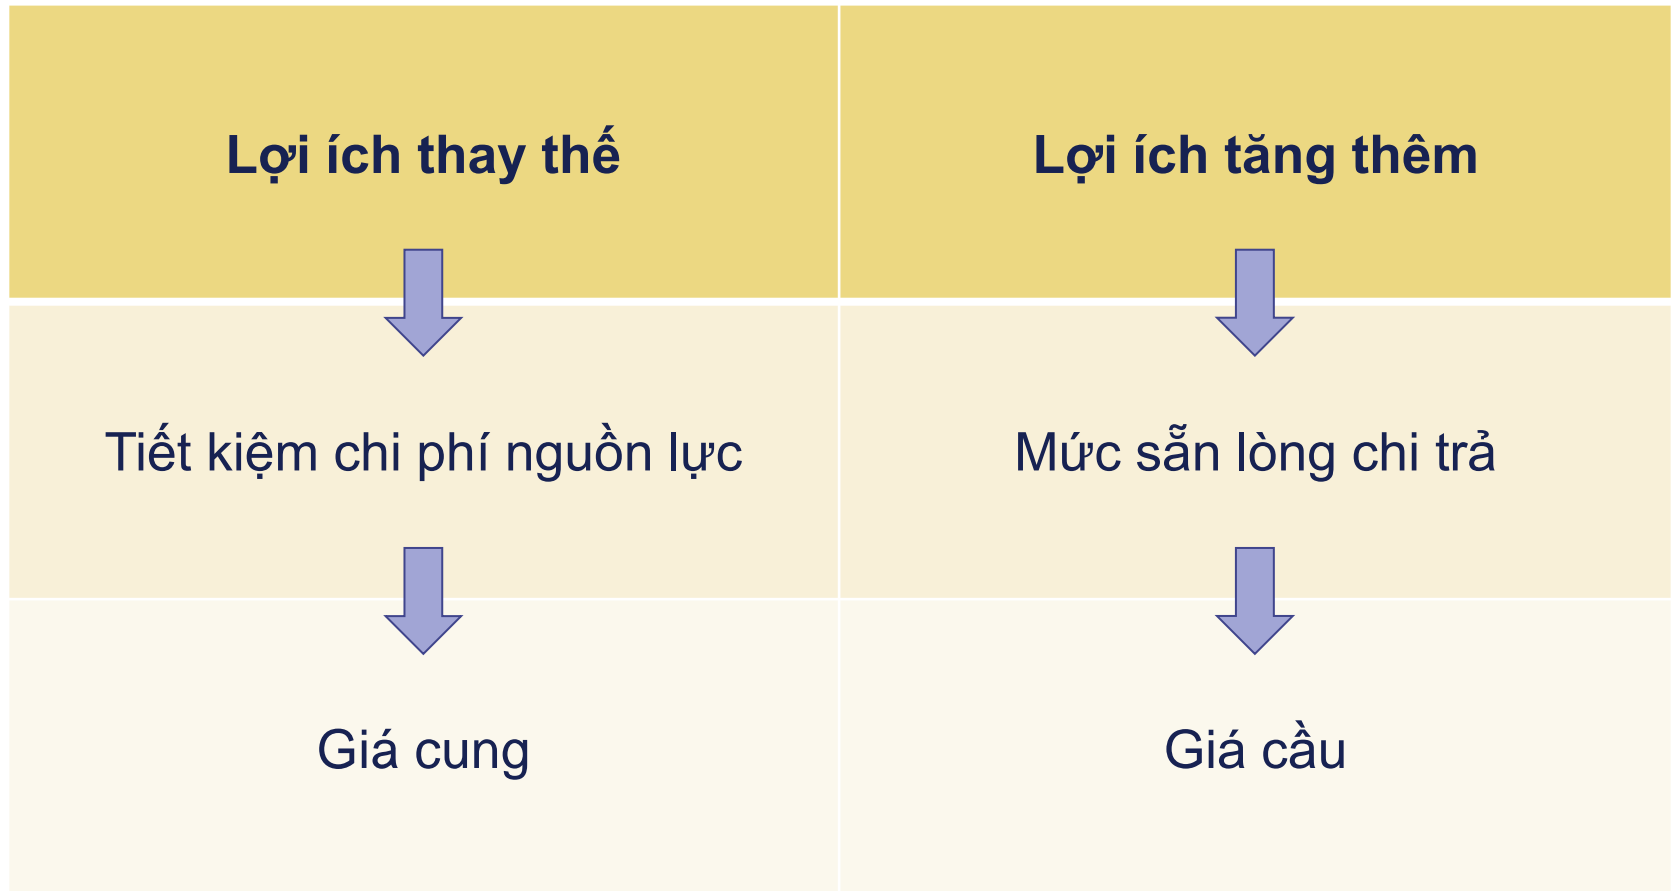 Lợi ích thay thế
Lợi ích tăng thêm
Tiết kiệm chi phí nguồn lực
Mức sẵn lòng chi trả
Giá cung
Giá cầu